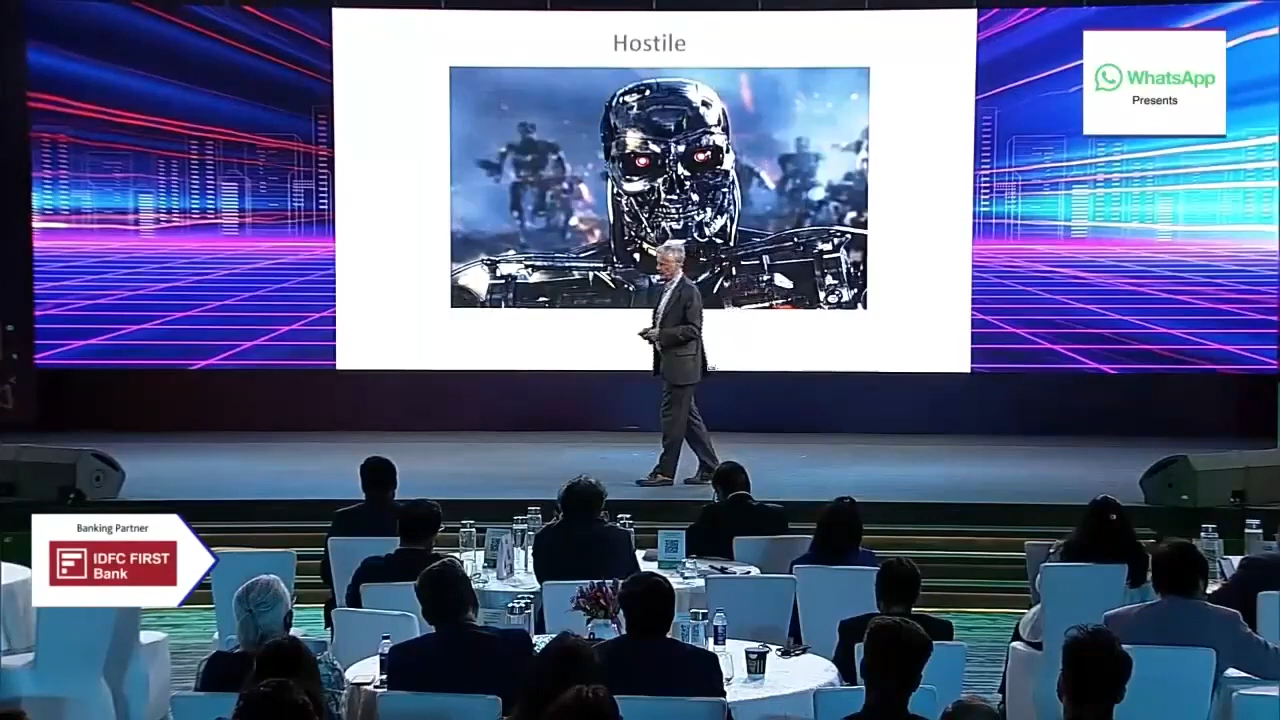 Hostile
WhatsApp
Presents
Banking Partner
IDFC FIRST
Bank